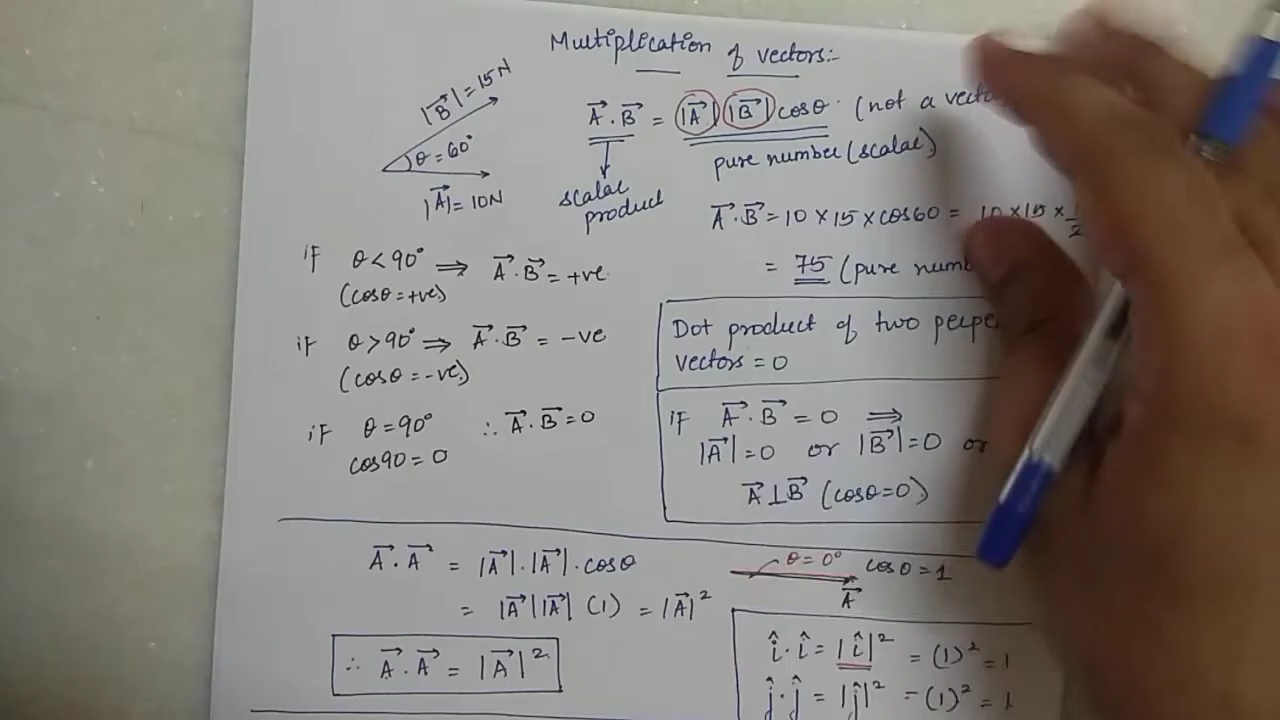 Multiplication of vectors:-
|B⃗| = 15N
θ = 60°
|A⃗| = 10N
A⃗ . B⃗ = |A⃗| |B⃗| cosθ (not a
pure number (scalar)
scalar
product
A⃗ . B⃗ = 10 × 15 × cos60 = 10 × 15 × 1/2
= 75 (pure
if θ < 90° ⟹ A⃗ . B⃗ = +ve
(cosθ = +ve)
if θ > 90° ⟹ A⃗ . B⃗ = -ve
(cosθ = -ve)
if θ = 90° ∴ A⃗ . B⃗ = 0
cos90 = 0
Dot product of two
vectors = 0
if A⃗ . B⃗ = 0 ⟹
|A⃗| = 0 or |B⃗| = 0 or
A⃗ ⊥ B⃗ (cosθ = 0)
A⃗ . A⃗ = |A⃗| . |A⃗| . cosθ
= |A⃗| |A⃗| (1) = |A⃗|²
∴ A⃗ . A⃗ = |A⃗|²
θ = 0° cos0 = 1
A⃗
î . î = |î|² = (1)² = 1
ĵ . ĵ = |ĵ|² = (1)² = 1